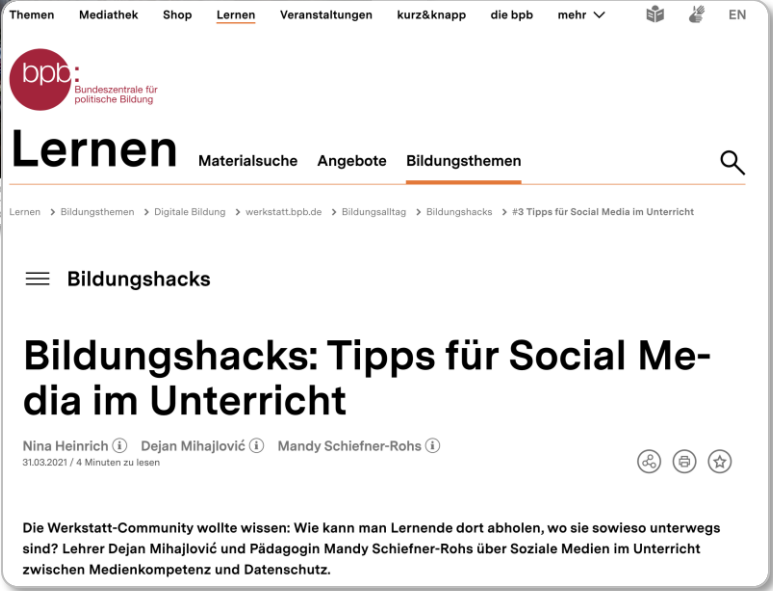 Themen Mediathek Shop Lernen Veranstaltungen kurz&knapp die bpb mehr EN
bpb:
Bundeszentrale für
politische Bildung
Lernen Materialsuche Angebote Bildungsthemen
Lernen > Bildungsthemen > Digitale Bildung > werkstatt.bpb.de > Bildungsalltag > Bildungshacks > #3 Tipps für Social Media im Unterricht
Bildungshacks
Bildungshacks: Tipps für Social Me-
dia im Unterricht
Nina Heinrich i Dejan Mihajlović i Mandy Schiefner-Rohs i
31.03.2021 / 4 Minuten zu lesen
Die Werkstatt-Community wollte wissen: Wie kann man Lernende dort abholen, wo sie sowieso unterwegs
sind? Lehrer Dejan Mihajlović und Pädagogin Mandy Schiefner-Rohs über Soziale Medien im Unterricht
zwischen Medienkompetenz und Datenschutz.